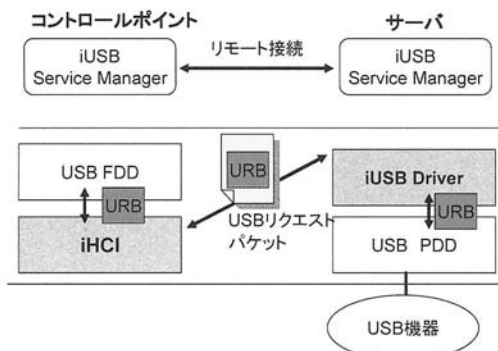 コントロールポイント
サーバ
iUSB
Service Manager
リモート接続
iUSB
Service Manager
USB FDD
URB
iHCI
URB
USBリクエスト
パケット
iUSB Driver
URB
USB PDD
USB機器